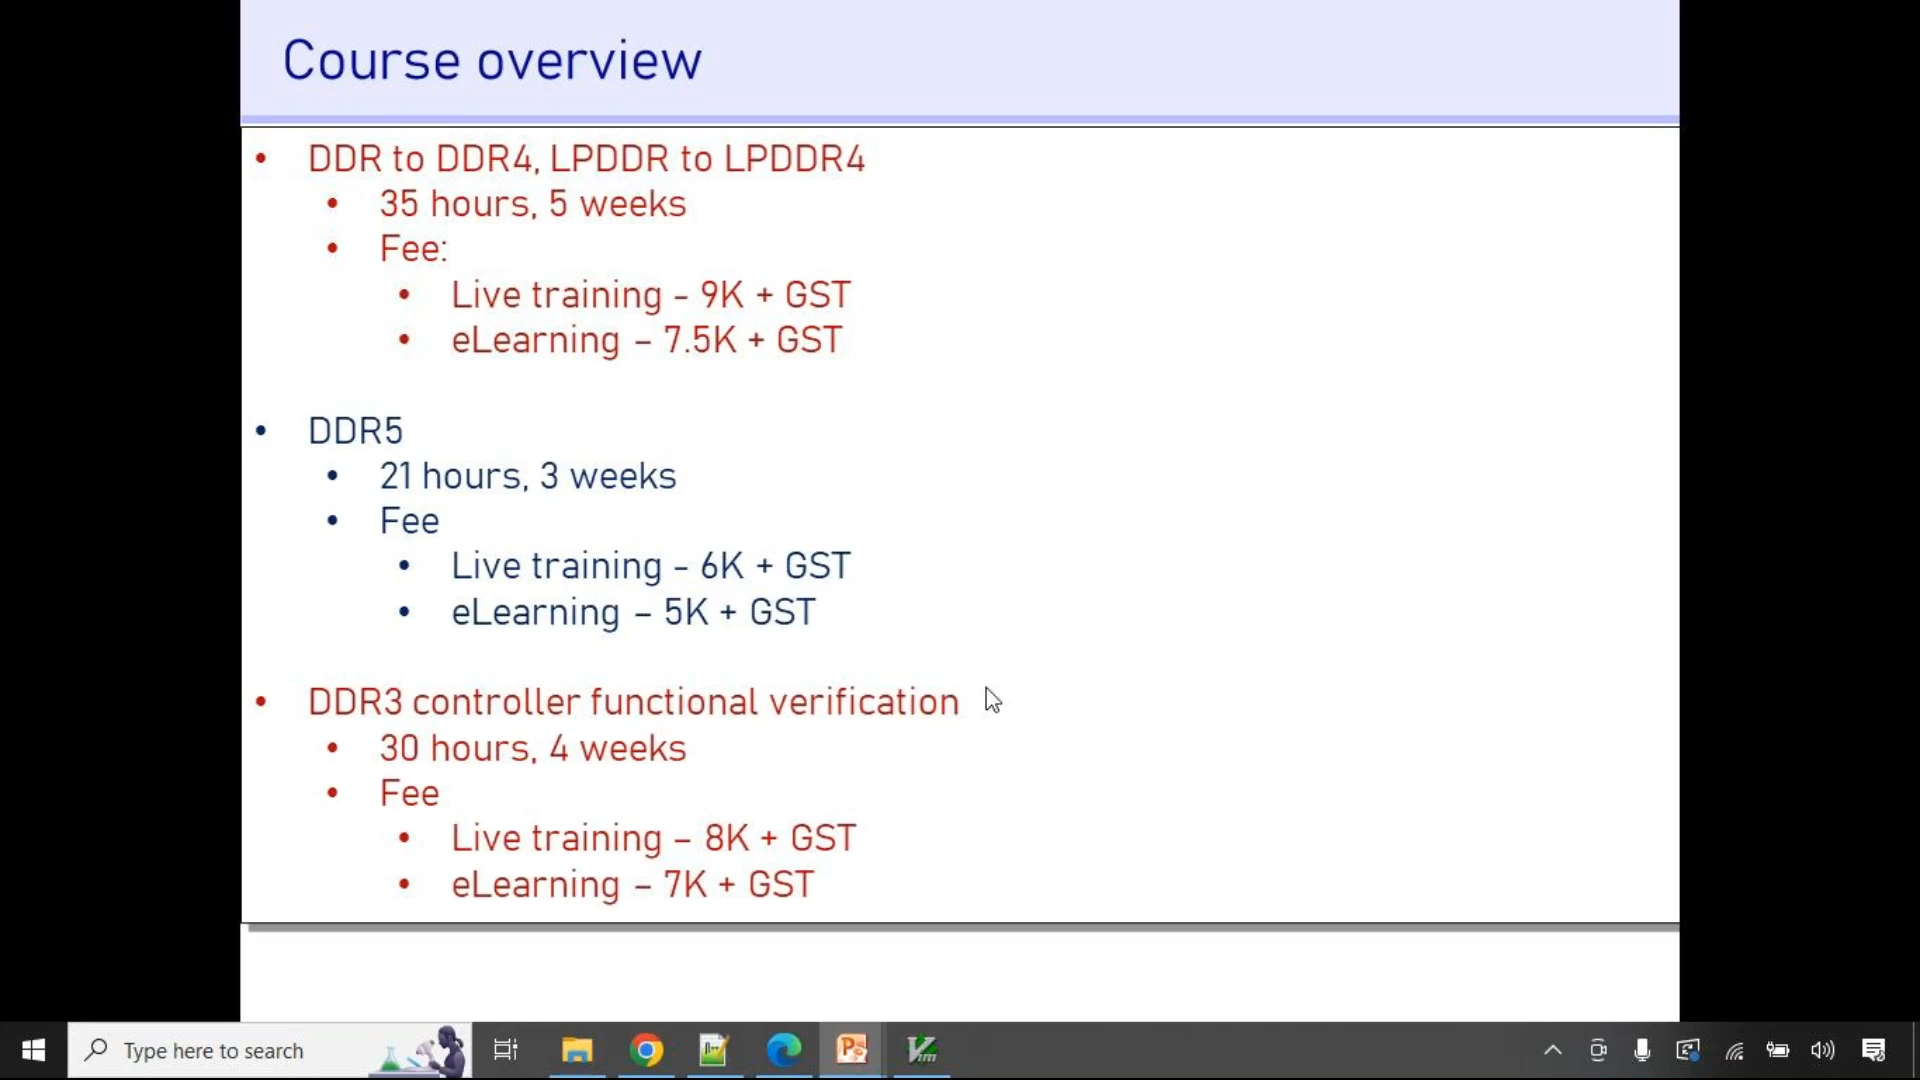 Course overview
• DDR to DDR4, LPDDR to LPDDR4
• 35 hours, 5 weeks
• Fee:
• Live training - 9K + GST
• eLearning – 7.5K + GST
• DDR5
• 21 hours, 3 weeks
• Fee
• Live training - 6K + GST
• eLearning – 5K + GST
• DDR3 controller functional verification
• 30 hours, 4 weeks
• Fee
• Live training – 8K + GST
• eLearning – 7K + GST
Type here to search